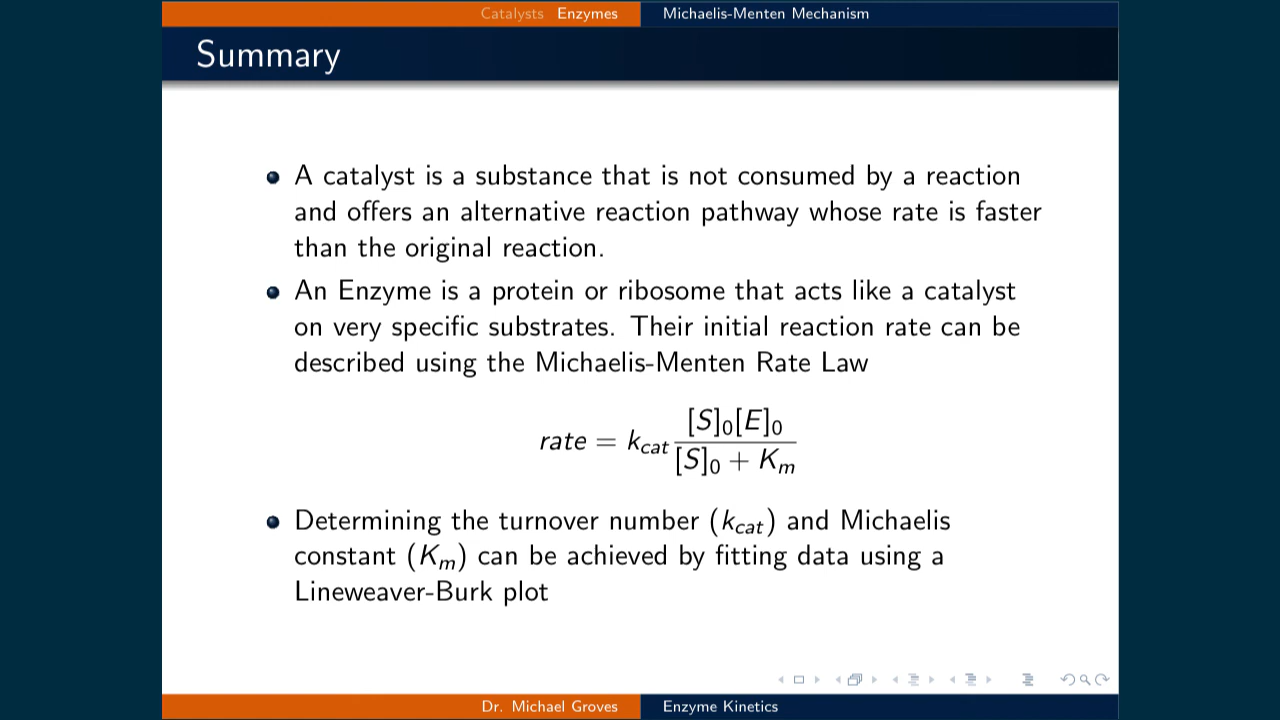 Catalysts Enzymes Michaelis-Menten Mechanism
Summary
A catalyst is a substance that is not consumed by a reaction
and offers an alternative reaction pathway whose rate is faster
than the original reaction.
An Enzyme is a protein or ribosome that acts like a catalyst
on very specific substrates. Their initial reaction rate can be
described using the Michaelis-Menten Rate Law
rate = k_cat [S]_0[E]_0 / [S]_0 + K_m
Determining the turnover number (k_cat) and Michaelis
constant (K_m) can be achieved by fitting data using a
Lineweaver-Burk plot
Dr. Michael Groves Enzyme Kinetics